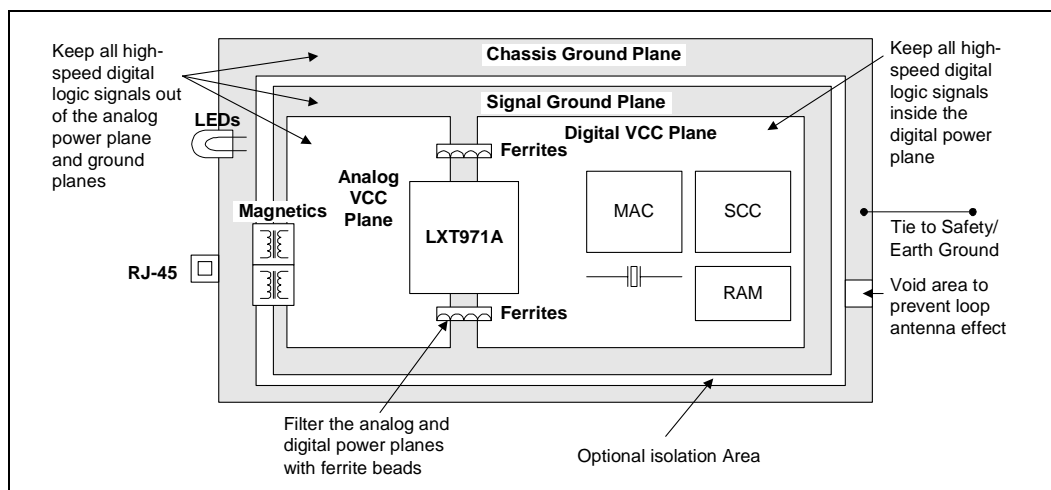 Keep all high-
speed digital
logic signals out
of the analog
power plane
and ground
planes
Chassis Ground Plane
Keep all high-
speed digital
logic signals
inside the
digital power
plane
Signal Ground Plane
LEDs
Digital VCC Plane
Ferrites
Analog
VCC
Plane
Magnetics
LXT971A
MAC
SCC
Tie to Safety/
Earth Ground
RJ-45
RAM
Void area to
prevent loop
antenna effect
Ferrites
Filter the analog and
digital power planes
with ferrite beads
Optional isolation Area